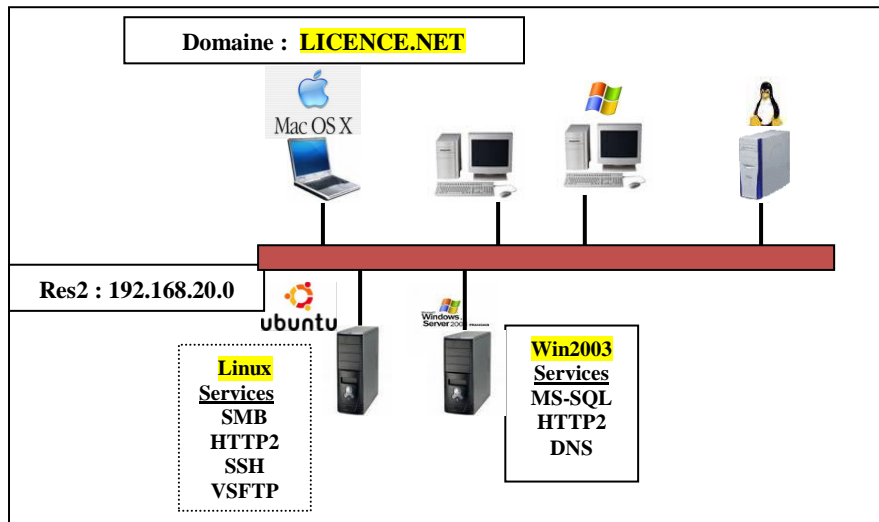 Domaine : LICENCE.NET
Mac OS X
Res2 : 192.168.20.0
ubuntu
Windows
Server 200
Linux
Services
SMB
HTTP2
SSH
VSFTP
Win2003
Services
MS-SQL
HTTP2
DNS